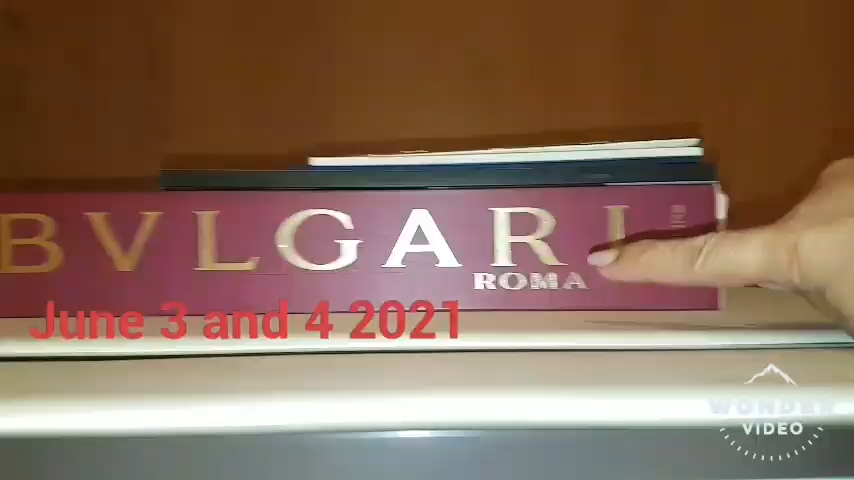 BVLGARI
ROMA
June 3 and 4 2021
WONDER
VIDEO